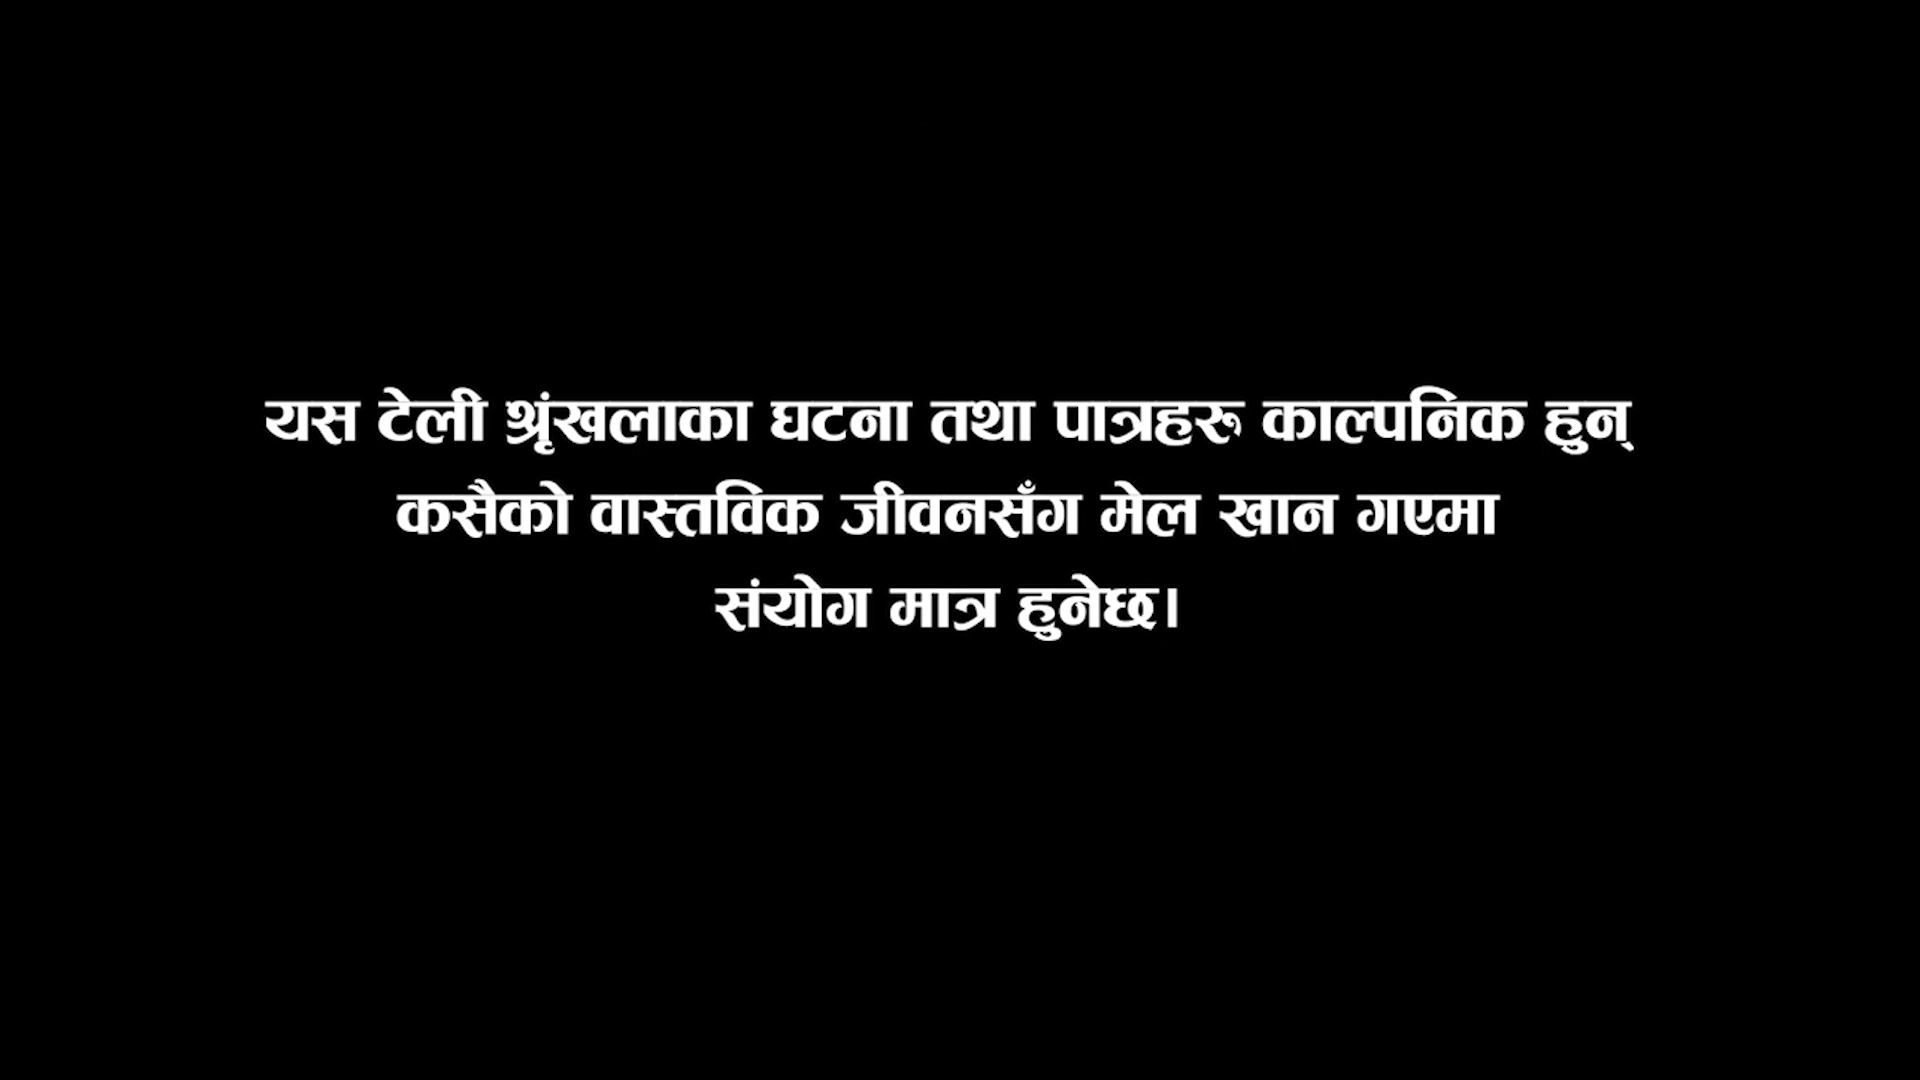 यस टेली श्रृंखलाका घटना तथा पात्रहरु काल्पनिक हुन्
कसैको वास्तविक जीवनसँग मेल खान गएमा
संयोग मात्र हुनेछ।